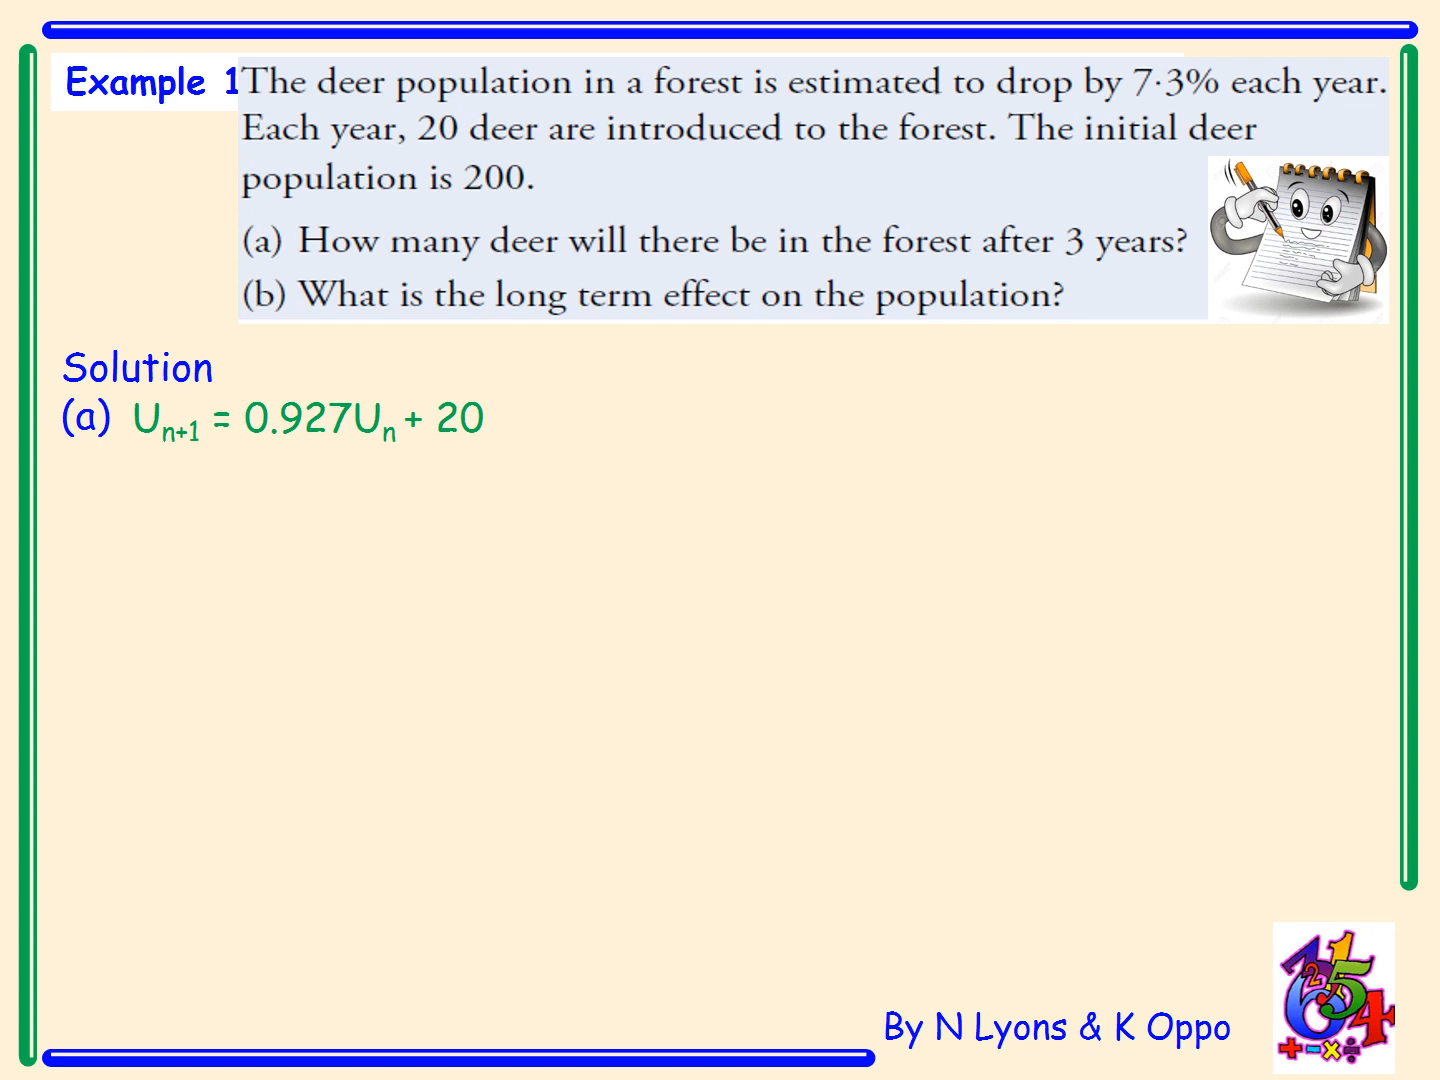 Example 1
The deer population in a forest is estimated to drop by 7·3% each year.
Each year, 20 deer are introduced to the forest. The initial deer
population is 200.
(a) How many deer will there be in the forest after 3 years?
(b) What is the long term effect on the population?
Solution
(a) Uₙ₊₁ = 0.927Uₙ + 20
By N Lyons & K Oppo